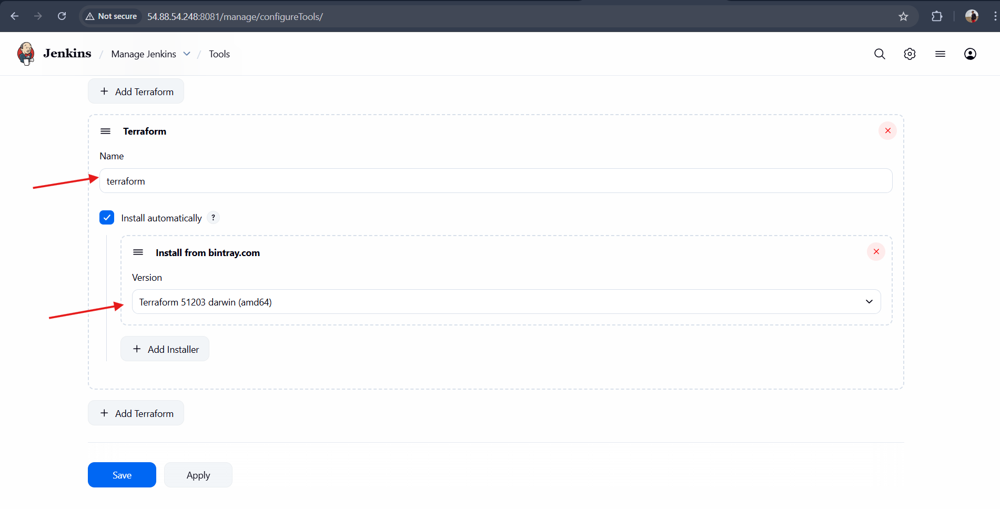 Not secure 54.88.54.248:8081/manage/configureTools/
Jenkins / Manage Jenkins / Tools
+ Add Terraform
Terraform
Name
terraform
Install automatically ?
Install from bintray.com
Version
Terraform 51203 darwin (amd64)
+ Add Installer
+ Add Terraform
Save Apply